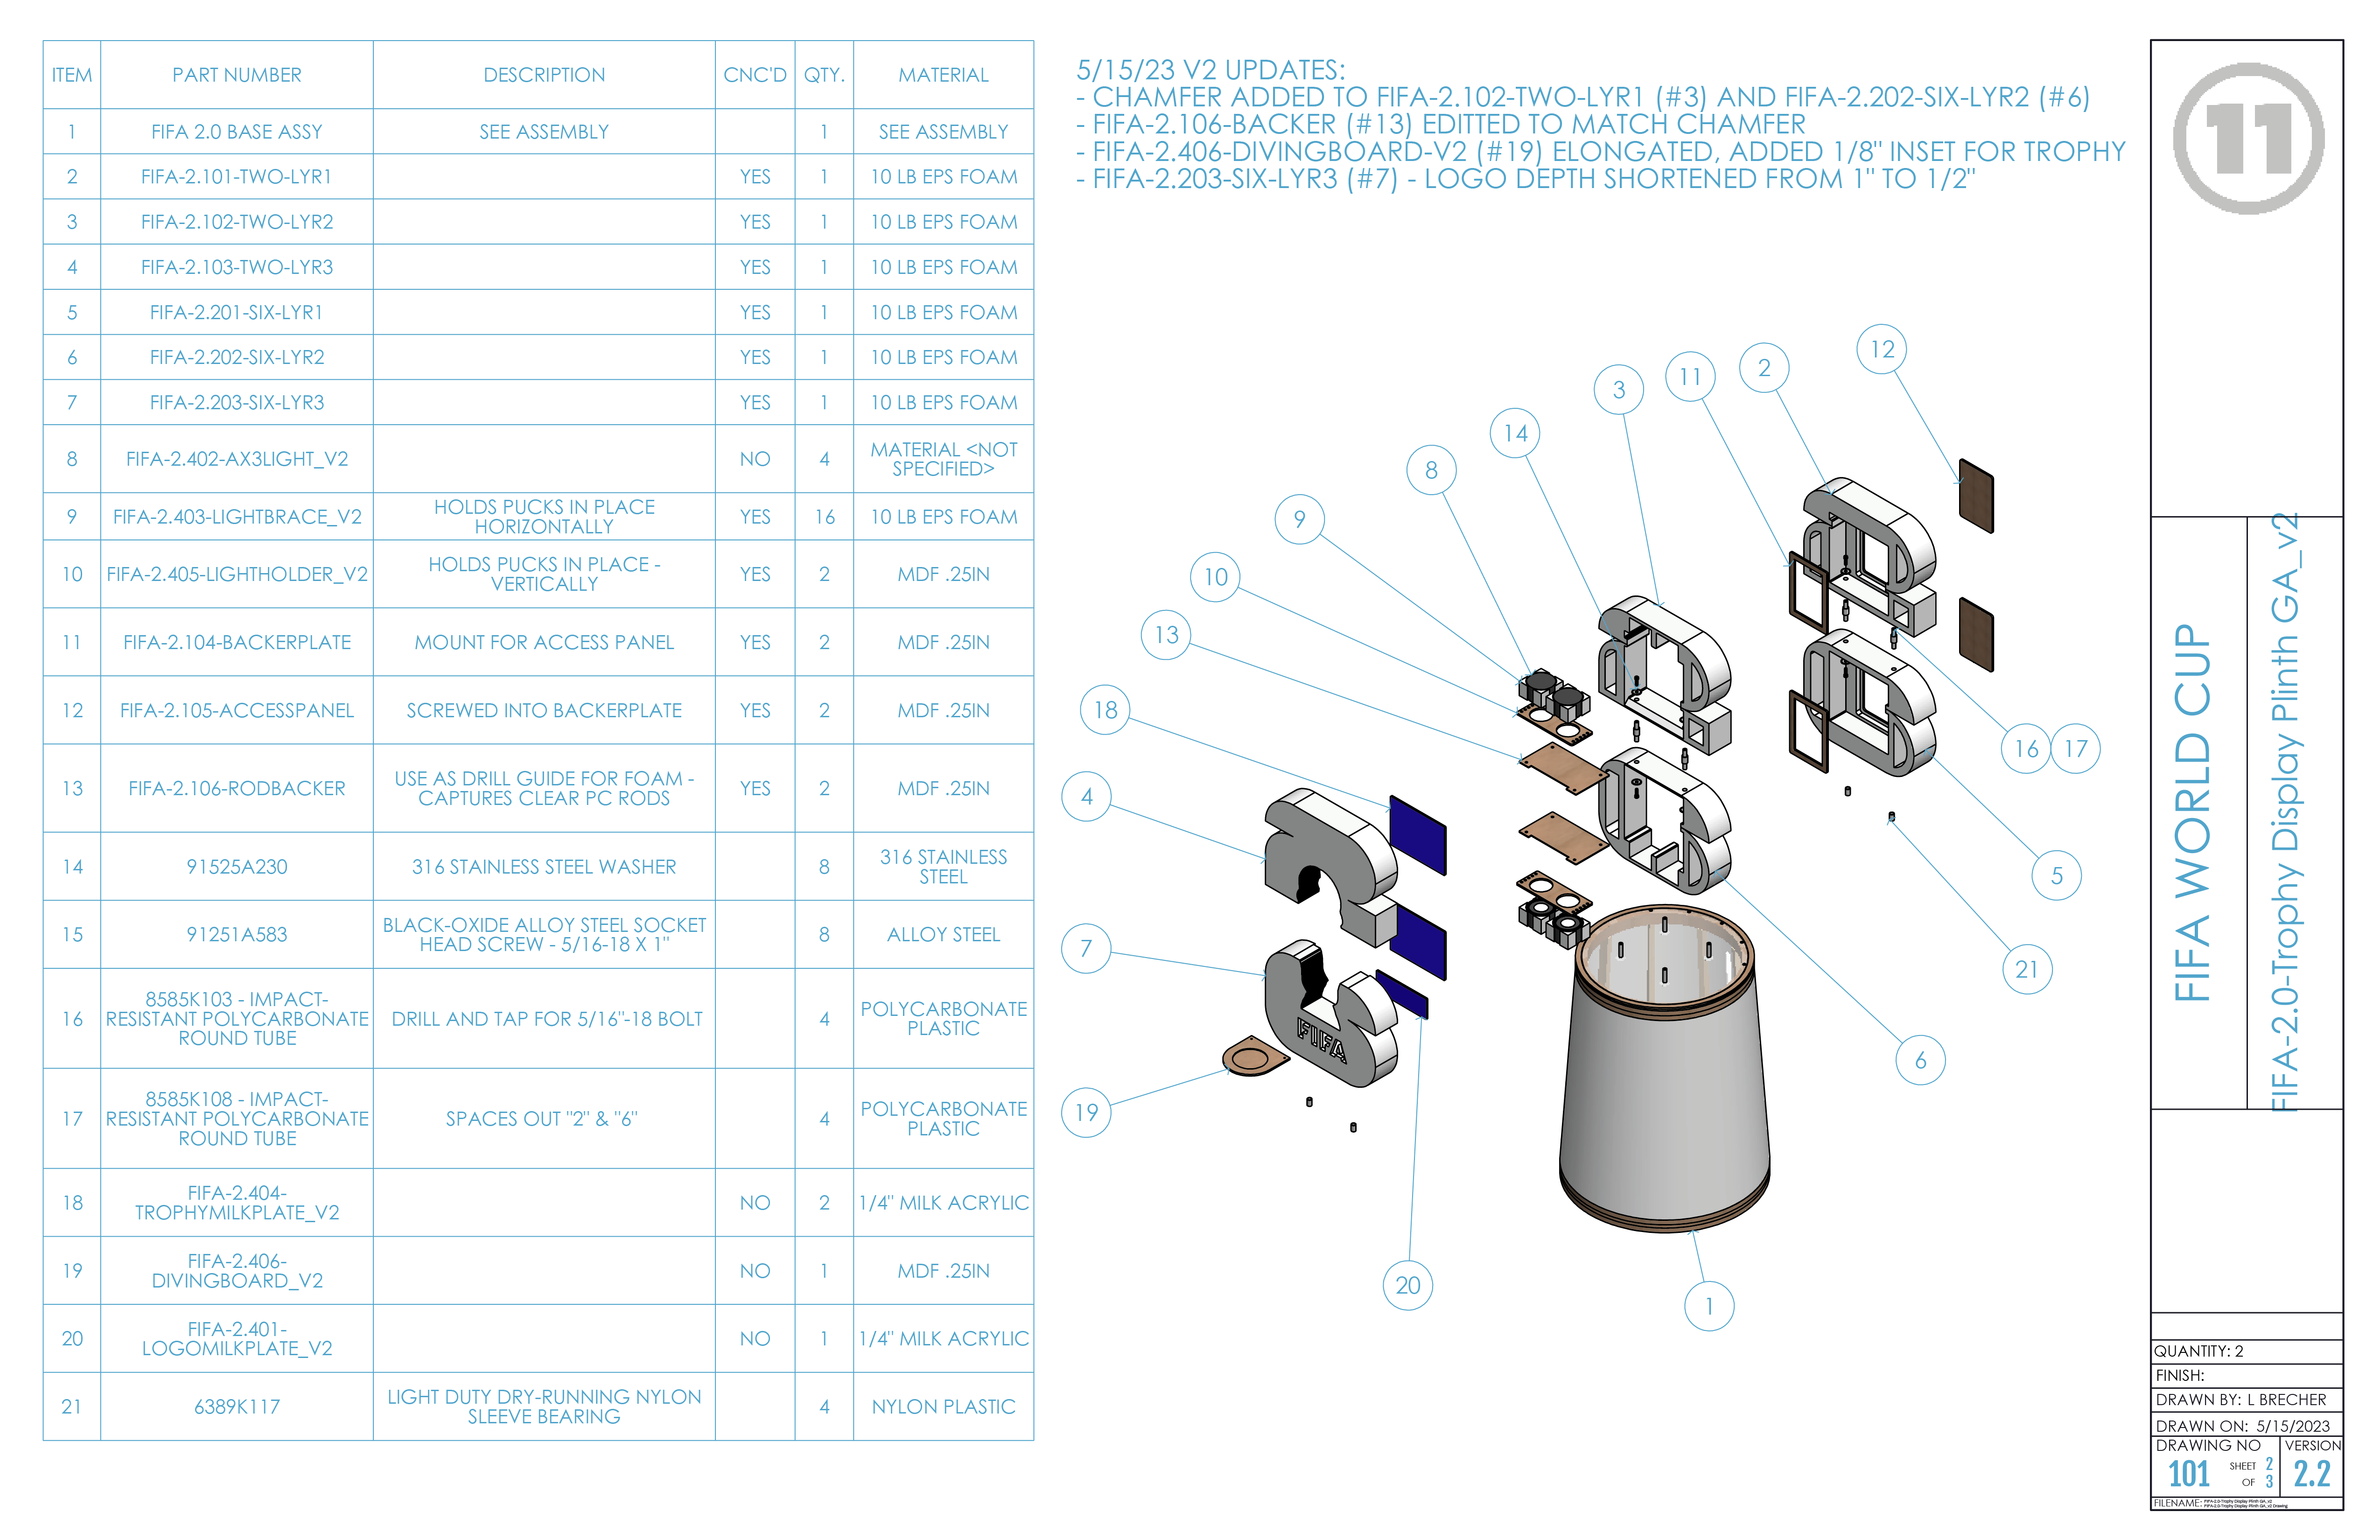 ITEM PART NUMBER DESCRIPTION CNC'D QTY. MATERIAL
1 FIFA 2.0 BASE ASSY SEE ASSEMBLY 1 SEE ASSEMBLY
2 FIFA-2.101-TWO-LYR1 YES 1 10 LB EPS FOAM
3 FIFA-2.102-TWO-LYR2 YES 1 10 LB EPS FOAM
4 FIFA-2.103-TWO-LYR3 YES 1 10 LB EPS FOAM
5 FIFA-2.201-SIX-LYR1 YES 1 10 LB EPS FOAM
6 FIFA-2.202-SIX-LYR2 YES 1 10 LB EPS FOAM
7 FIFA-2.203-SIX-LYR3 YES 1 10 LB EPS FOAM
8 FIFA-2.402-AX3LIGHT_V2 NO 4 MATERIAL <NOT
SPECIFIED>
9 FIFA-2.403-LIGHTBRACE_V2 HOLDS PUCKS IN PLACE
HORIZONTALLY YES 16 10 LB EPS FOAM
10 FIFA-2.405-LIGHTHOLDER_V2 HOLDS PUCKS IN PLACE -
VERTICALLY YES 2 MDF .25IN
11 FIFA-2.104-BACKERPLATE MOUNT FOR ACCESS PANEL YES 2 MDF .25IN
12 FIFA-2.105-ACCESSPANEL SCREWED INTO BACKERPLATE YES 2 MDF .25IN
13 FIFA-2.106-RODBACKER USE AS DRILL GUIDE FOR FOAM -
CAPTURES CLEAR PC RODS YES 2 MDF .25IN
14 91525A230 316 STAINLESS STEEL WASHER 8 316 STAINLESS
STEEL
15 91251A583 BLACK-OXIDE ALLOY STEEL SOCKET
HEAD SCREW - 5/16-18 X 1" 8 ALLOY STEEL
16 8585K103 - IMPACT-
RESISTANT POLYCARBONATE
ROUND TUBE DRILL AND TAP FOR 5/16"-18 BOLT 4 POLYCARBONATE
PLASTIC
17 8585K108 - IMPACT-
RESISTANT POLYCARBONATE
ROUND TUBE SPACES OUT "2" & "6" 4 POLYCARBONATE
PLASTIC
18 FIFA-2.404-
TROPHYMILKPLATE_V2 NO 2 1/4" MILK ACRYLIC
19 FIFA-2.406-
DIVINGBOARD_V2 NO 1 MDF .25IN
20 FIFA-2.401-
LOGOMILKPLATE_V2 NO 1 1/4" MILK ACRYLIC
21 6389K117 LIGHT DUTY DRY-RUNNING NYLON
SLEEVE BEARING 4 NYLON PLASTIC
5/15/23 V2 UPDATES:
- CHAMFER ADDED TO FIFA-2.102-TWO-LYR1 (#3) AND FIFA-2.202-SIX-LYR2 (#6)
- FIFA-2.106-BACKER (#13) EDITTED TO MATCH CHAMFER
- FIFA-2.406-DIVINGBOARD-V2 (#19) ELONGATED, ADDED 1/8" INSET FOR TROPHY
- FIFA-2.203-SIX-LYR3 (#7) - LOGO DEPTH SHORTENED FROM 1" TO 1/2"
12
2
11
3
14
8
9
10
13
18
4
7
19
20
1
6
21
5
16 17
FIFA
11
FIFA WORLD CUP
FIFA-2.0-Trophy Display Plinth GA_v2
QUANTITY: 2
FINISH:
DRAWN BY: L BRECHER
DRAWN ON: 5/15/2023
DRAWING NO
101
SHEET 2
OF 3
VERSION
2.2
FILENAME: FIFA-2.0-Trophy Display Plinth GA_v2
FIFA-2.0-Trophy Display Plinth GA_v2 Drawing